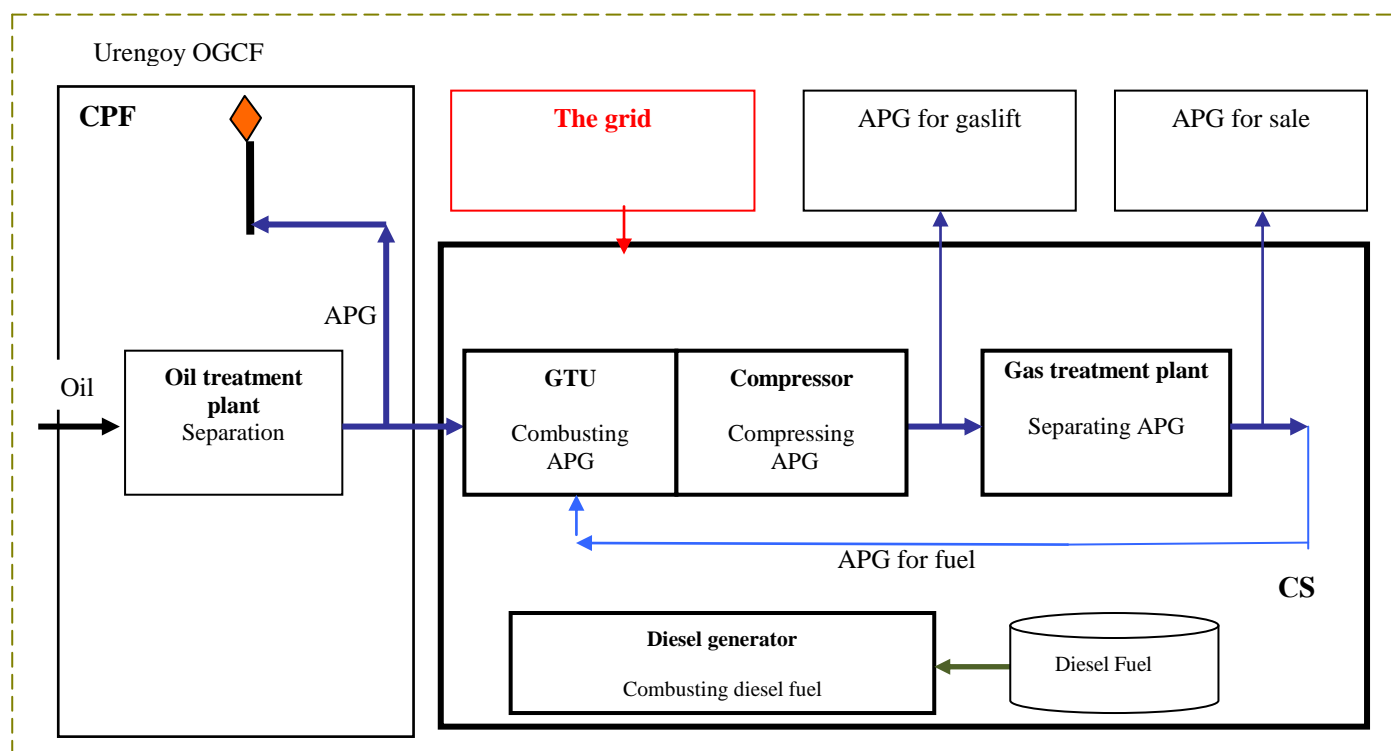 Urengoy OGCF
CPF
The grid
APG for gaslift
APG for sale
APG
Oil
Oil treatment
plant
Separation
GTU
Combusting
APG
Compressor
Compressing
APG
Gas treatment plant
Separating APG
APG for fuel
CS
Diesel generator
Combusting diesel fuel
Diesel Fuel